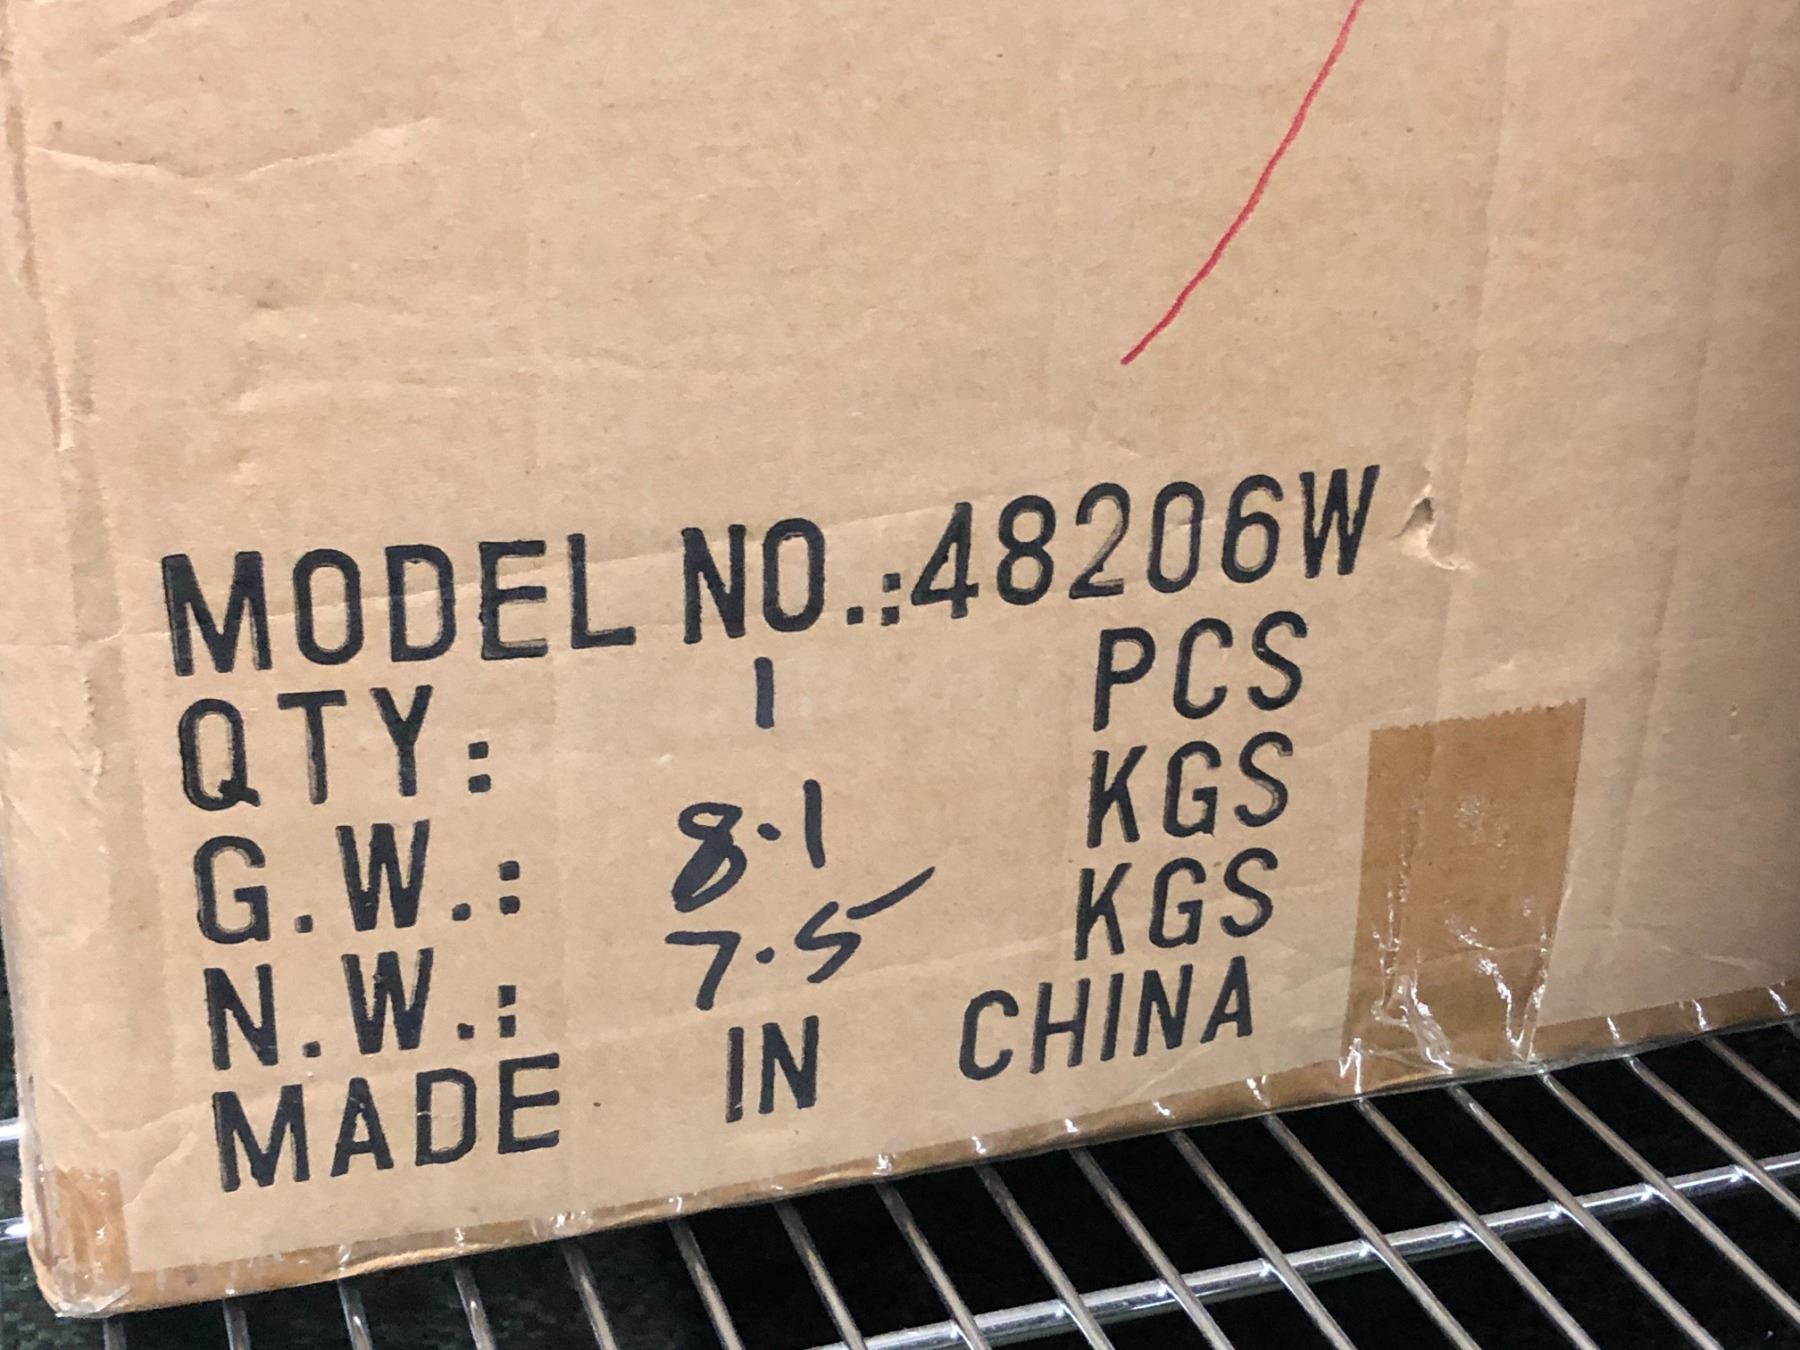 MODEL NO.:48206W
QTY: 1 PCS
G.W.: 8.1 KGS
N.W.: 7.5 KGS
MADE IN CHINA